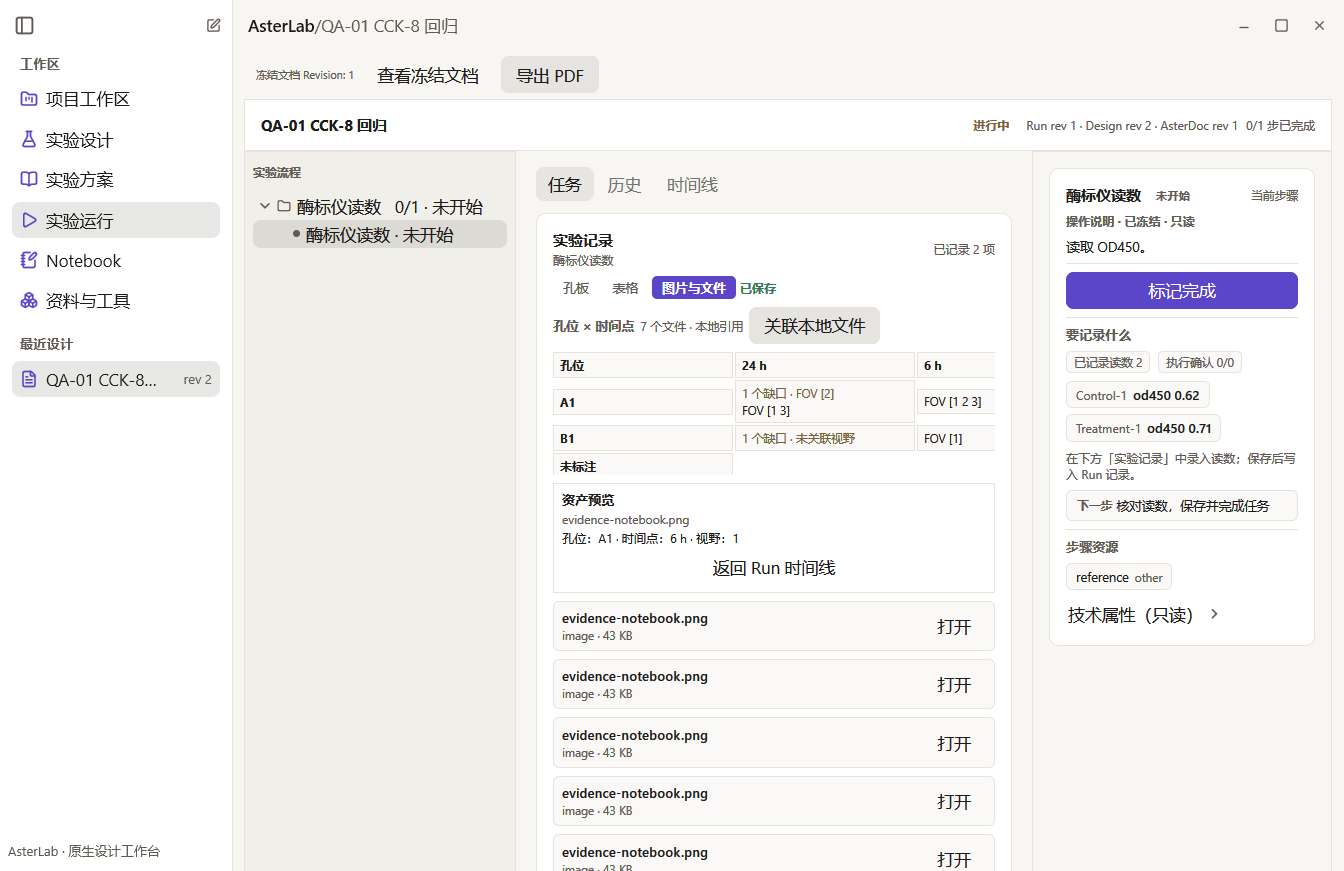 AsterLab/QA-01 CCK-8 回归
工作区
项目工作区
实验设计
实验方案
实验运行
Notebook
资料与工具
最近设计
QA-01 CCK-8... rev 2
AsterLab · 原生设计工作台
冻结文档 Revision: 1 查看冻结文档 导出 PDF
QA-01 CCK-8 回归 进行中 Run rev 1 · Design rev 2 · AsterDoc rev 1 0/1 步已完成
实验流程
酶标仪读数 0/1 · 未开始
酶标仪读数 · 未开始
任务 历史 时间线
实验记录 已记录 2 项
酶标仪读数
孔板 表格 图片与文件 已保存
孔位 × 时间点 7 个文件 · 本地引用 关联本地文件
孔位 24 h 6 h
A1 1 个缺口 · FOV [2] FOV [1 2 3]
FOV [1 3]
B1 1 个缺口 · 未关联视野 FOV [1]
未标注
资产预览
evidence-notebook.png
孔位：A1 · 时间点：6 h · 视野：1
返回 Run 时间线
evidence-notebook.png 打开
image · 43 KB
evidence-notebook.png 打开
image · 43 KB
evidence-notebook.png 打开
image · 43 KB
evidence-notebook.png 打开
image · 43 KB
evidence-notebook.png 打开
image · 43 KB
酶标仪读数 未开始 当前步骤
操作说明 · 已冻结 · 只读
读取 OD450。
标记完成
要记录什么
已记录读数 2 执行确认 0/0
Control-1 od450 0.62
Treatment-1 od450 0.71
在下方「实验记录」中录入读数；保存后写
入 Run 记录。
下一步 核对读数，保存并完成任务
步骤资源
reference other
技术属性（只读）